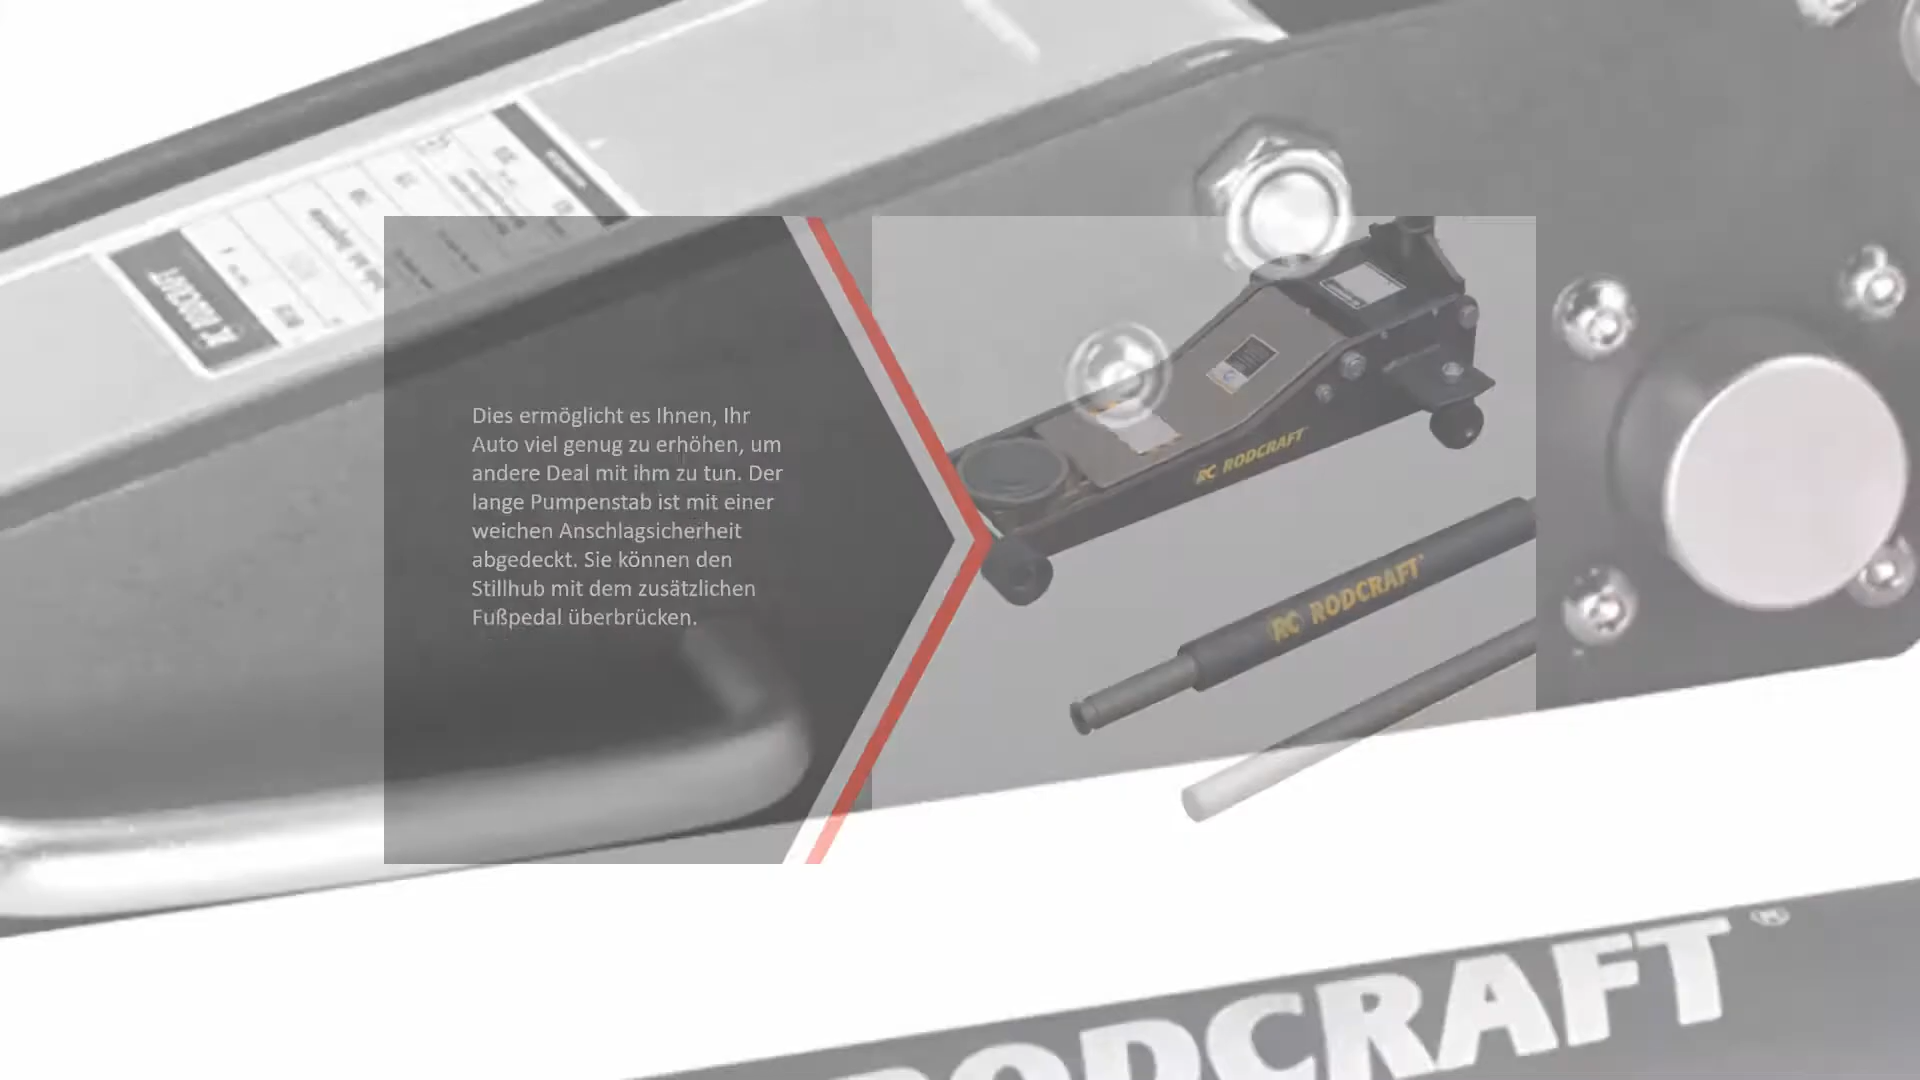 Dies ermöglicht es Ihnen, Ihr
Auto viel genug zu erhöhen, um
andere Deal mit ihm zu tun. Der
lange Pumpenstab ist mit einer
weichen Anschlagsicherheit
abgedeckt. Sie können den
Stillhub mit dem zusätzlichen
Fußpedal überbrücken.
RC RODCRAFT
RC RODCRAFT
RC RODCRAFT
RODCRAFT